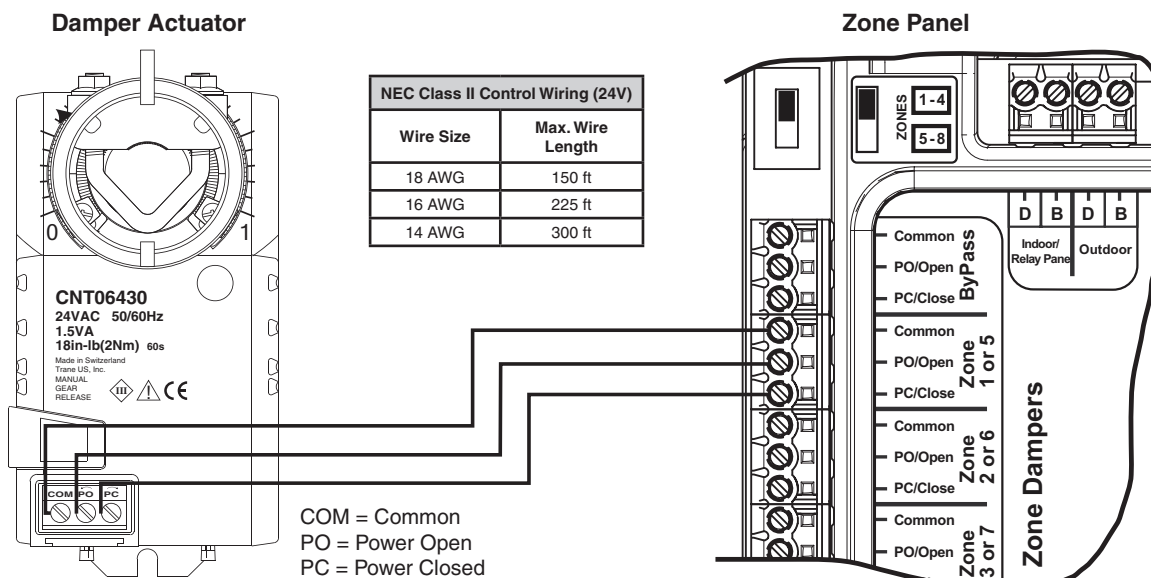 Damper Actuator
Zone Panel
NEC Class II Control Wiring (24V)
Wire Size
Max. Wire
Length
18 AWG
150 ft
16 AWG
225 ft
14 AWG
300 ft
0
1
CNT06430
24VAC 50/60Hz
1.5VA
18in-lb(2Nm) 60s
Made in Switzerland
Trane US, Inc.
MANUAL
GEAR
RELEASE
III
CE
COM PO PC
COM = Common
PO = Power Open
PC = Power Closed
ZONES
1-4
5-8
D B D B
Indoor/
Relay Pane
Outdoor
Common
PO/Open
PC/Close
ByPass
Common
PO/Open
PC/Close
Zone
1 or 5
Common
PO/Open
PC/Close
Zone
2 or 6
Common
PO/Open
Zone
3 or 7
Zone Dampers